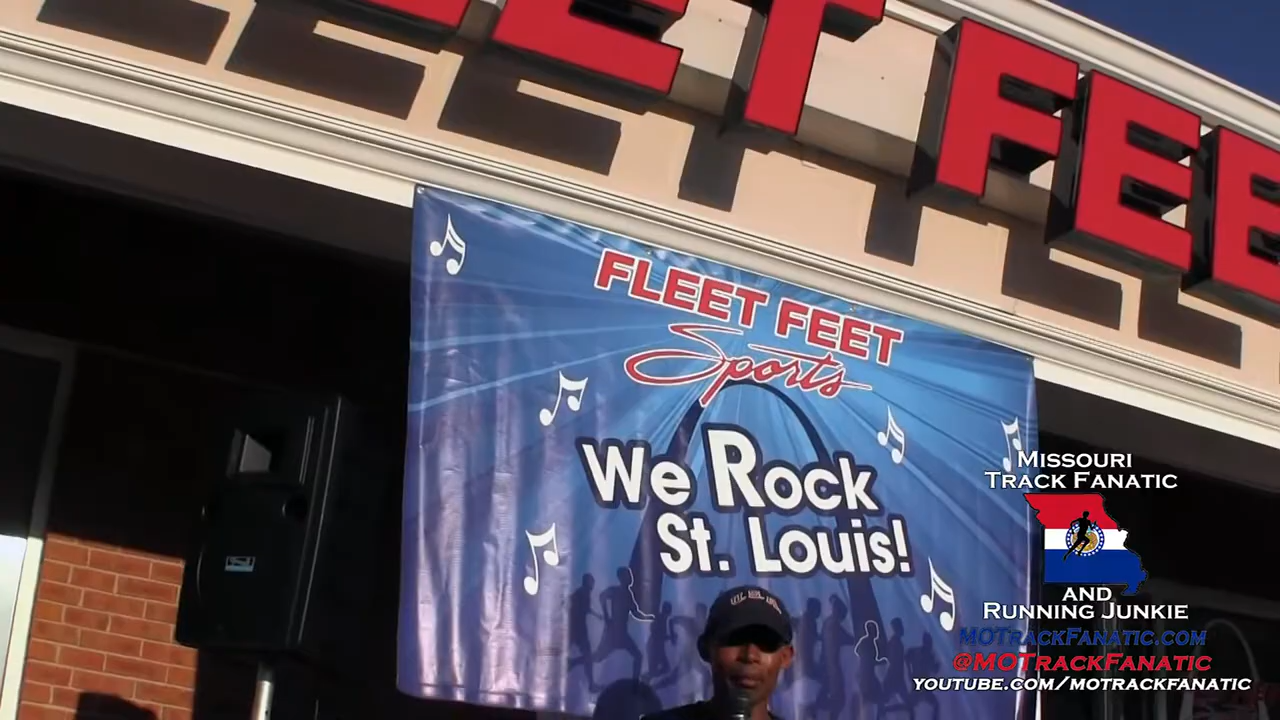 LEET FEE
FLEET FEET
Sports
We Rock
St. Louis!
MISSOURI
TRACK FANATIC
AND
RUNNING JUNKIE
MOTRACKFANATIC.COM
@MOTRACKFANATIC
YOUTUBE.COM/MOTRACKFANATIC